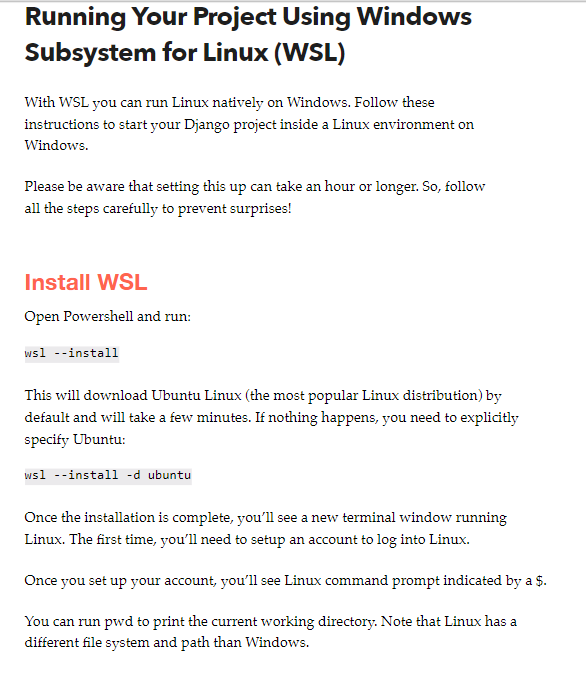 Running Your Project Using Windows
Subsystem for Linux (WSL)
With WSL you can run Linux natively on Windows. Follow these
instructions to start your Django project inside a Linux environment on
Windows.
Please be aware that setting this up can take an hour or longer. So, follow
all the steps carefully to prevent surprises!
Install WSL
Open Powershell and run:
wsl --install
This will download Ubuntu Linux (the most popular Linux distribution) by
default and will take a few minutes. If nothing happens, you need to explicitly
specify Ubuntu:
wsl --install -d ubuntu
Once the installation is complete, you’ll see a new terminal window running
Linux. The first time, you’ll need to setup an account to log into Linux.
Once you set up your account, you’ll see Linux command prompt indicated by a $.
You can run pwd to print the current working directory. Note that Linux has a
different file system and path than Windows.